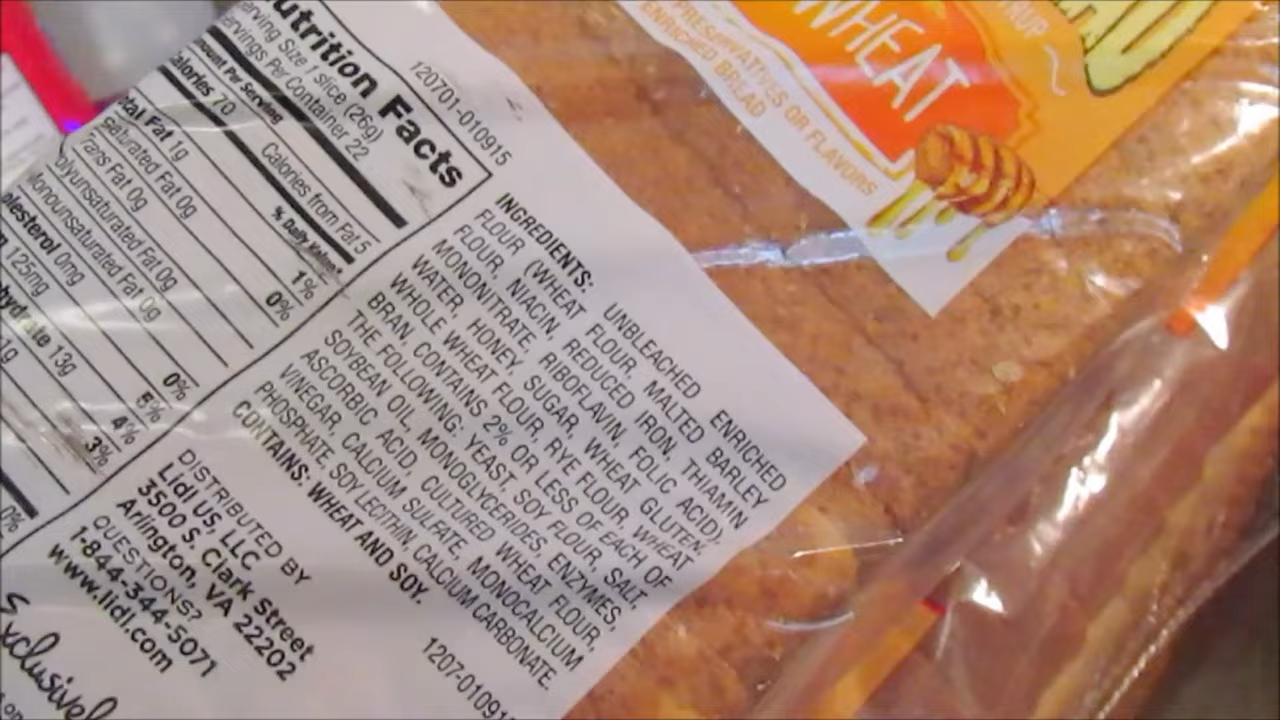 WHEAT
PRESERVATIVES OR FLAVORS
ENRICHED BREAD
120701-010915
Nutrition Facts
Serving Size 1 slice (26g)
Servings Per Container 22
Amount Per Serving
Calories 70 Calories from Fat 5
% Daily Value*
Total Fat 1g 1%
Saturated Fat 0g 0%
Trans Fat 0g
Polyunsaturated Fat 0g
Monounsaturated Fat 0g
Cholesterol 0mg 0%
125mg 5%
13g 4%
3%
0%
INGREDIENTS: UNBLEACHED ENRICHED
FLOUR (WHEAT FLOUR, MALTED BARLEY
FLOUR, NIACIN, REDUCED IRON, THIAMIN
MONONITRATE, RIBOFLAVIN, FOLIC ACID),
WATER, HONEY, SUGAR, WHEAT GLUTEN,
WHOLE WHEAT FLOUR, RYE FLOUR, WHEAT
BRAN, CONTAINS 2% OR LESS OF EACH OF
THE FOLLOWING: YEAST, SOY FLOUR, SALT,
SOYBEAN OIL, MONOGLYCERIDES, ENZYMES,
ASCORBIC ACID, CULTURED WHEAT FLOUR,
VINEGAR, CALCIUM SULFATE, MONOCALCIUM
PHOSPHATE, SOY LECITHIN, CALCIUM CARBONATE.
CONTAINS: WHEAT AND SOY.
DISTRIBUTED BY
Lidl US LLC
3500 S. Clark Street
Arlington, VA 22202
QUESTIONS?
1-844-344-5071
www.lidl.com
1207-01091
Exclusivel